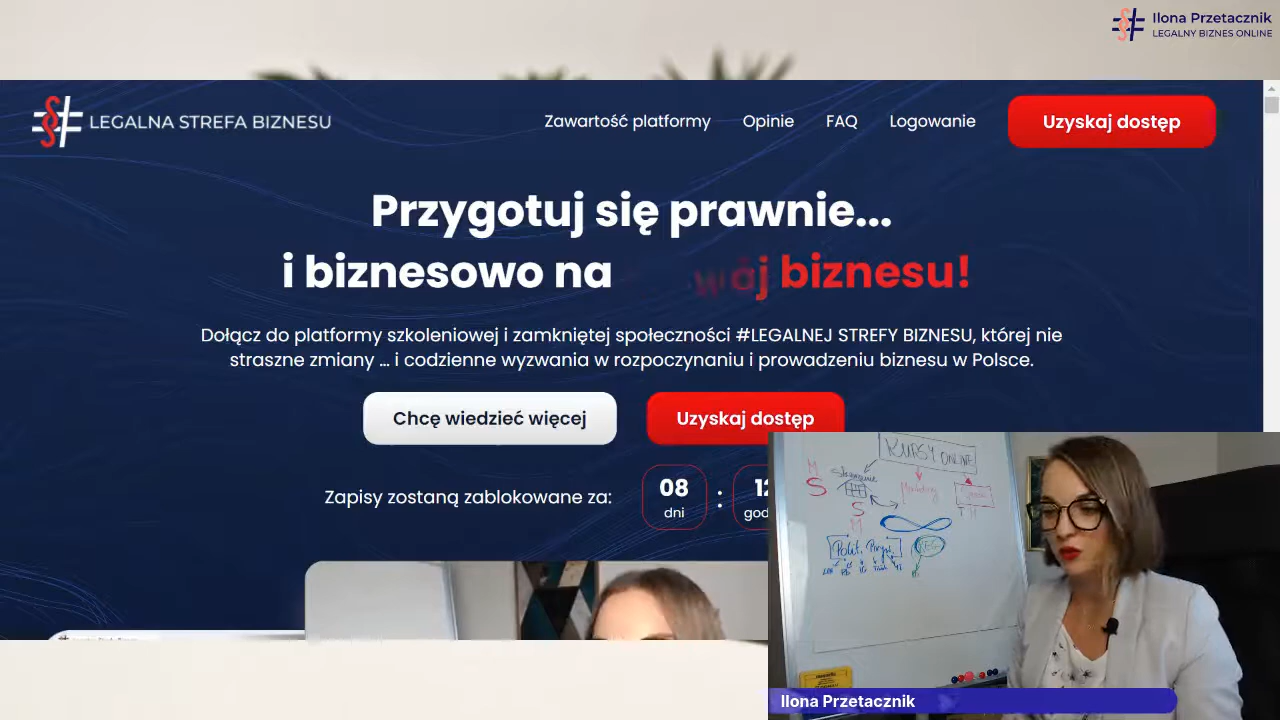 Ilona Przetacznik
LEGALNY BIZNES ONLINE
LEGALNA STREFA BIZNESU
Zawartość platformy
Opinie
FAQ
Logowanie
Uzyskaj dostęp
Przygotuj się prawnie...
i biznesowo na biznesu!
Dołącz do platformy szkoleniowej i zamkniętej społeczności #LEGALNEJ STREFY BIZNESU, której nie
straszne zmiany ... i codzienne wyzwania w rozpoczynaniu i prowadzeniu biznesu w Polsce.
Chcę wiedzieć więcej
Uzyskaj dostęp
Zapisy zostaną zablokowane za:
08
dni
:
KURSY ONLINE
M
S
S
M
Ilona Przetacznik